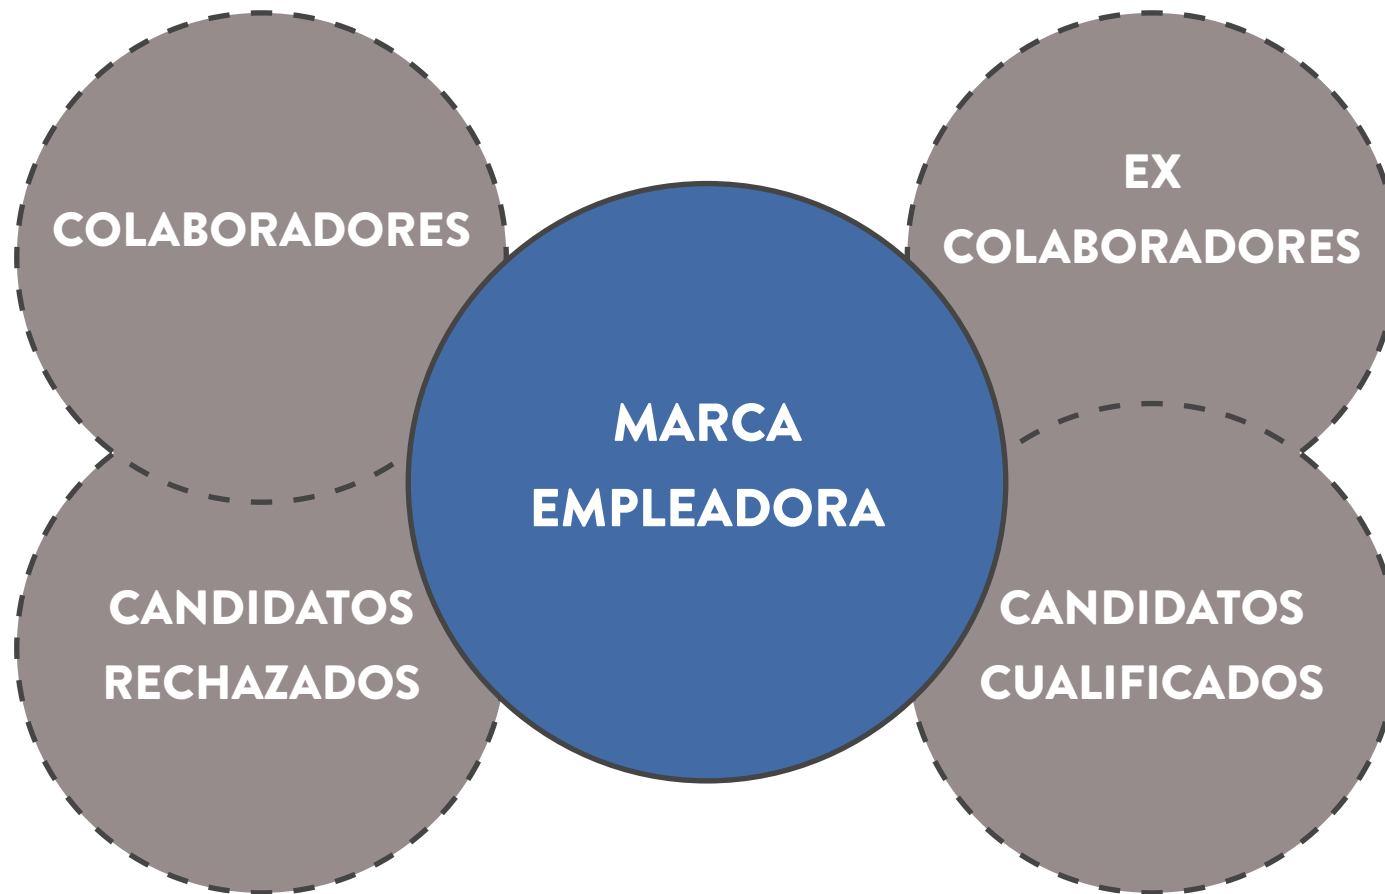 COLABORADORES
EX
COLABORADORES
MARCA
EMPLEADORA
CANDIDATOS
RECHAZADOS
CANDIDATOS
CUALIFICADOS